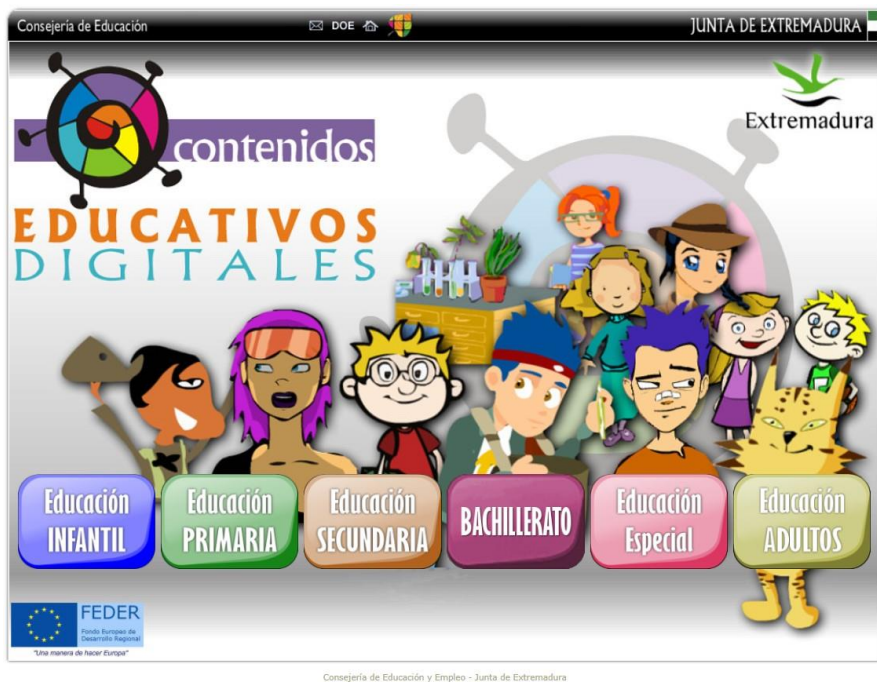 Consejería de Educación
DOE
JUNTA DE EXTREMADURA
Extremadura
contenidos
EDUCATIVOS
DIGITALES
Educación
INFANTIL
Educación
PRIMARIA
Educación
SECUNDARIA
BACHILLERATO
Educación
Especial
Educación
ADULTOS
FEDER
Fondo Europeo de
Desarrollo Regional
"Una manera de hacer Europa"
Consejería de Educación y Empleo - Junta de Extremadura